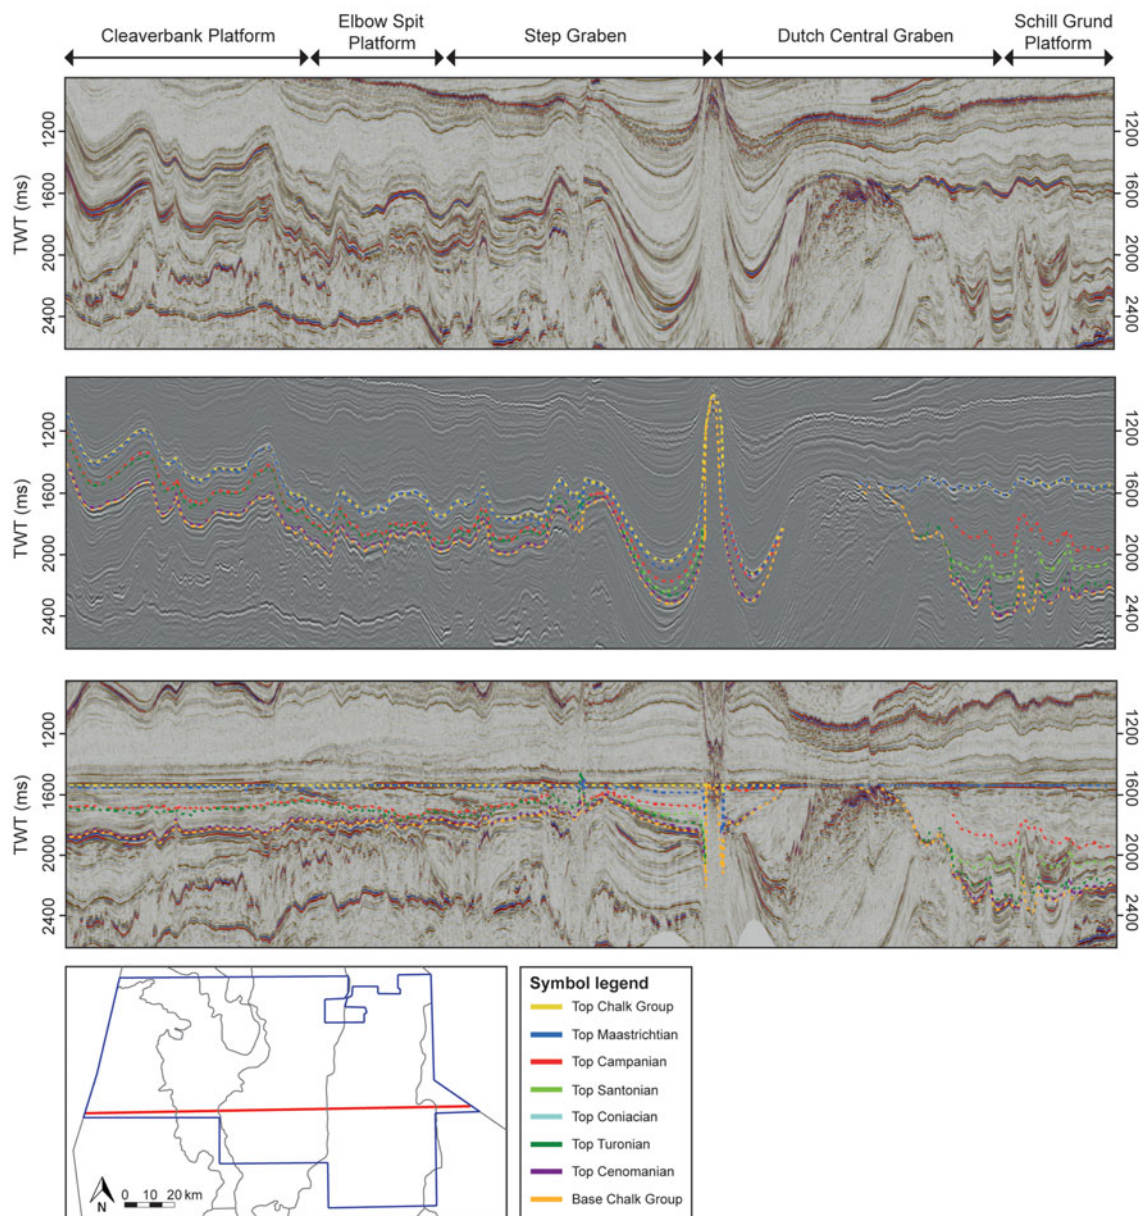 Cleaverbank Platform
Elbow Spit
Platform
Step Graben
Dutch Central Graben
Schill Grund
Platform
TWT (ms)
1200
1600
2000
2400
1200
1600
2000
2400
TWT (ms)
1200
1600
2000
2400
1200
1600
2000
2400
TWT (ms)
1200
1600
2000
2400
1200
1600
2000
2400
N
0 10 20 km
Symbol legend
Top Chalk Group
Top Maastrichtian
Top Campanian
Top Santonian
Top Coniacian
Top Turonian
Top Cenomanian
Base Chalk Group